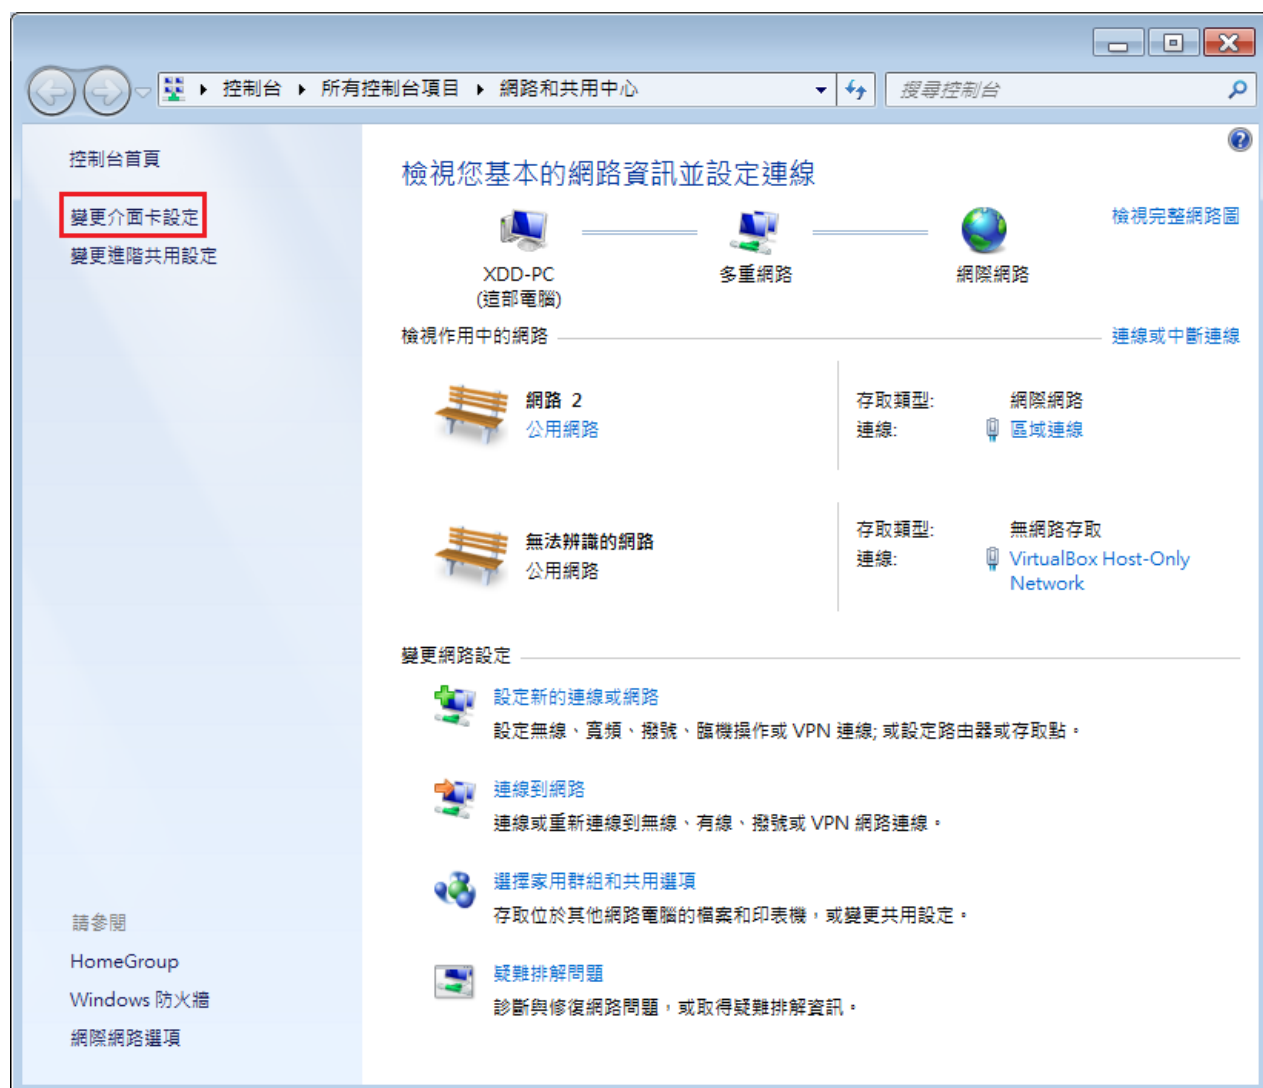 控制台 ▸ 所有控制台項目 ▸ 網路和共用中心
搜尋控制台
控制台首頁
變更介面卡設定
變更進階共用設定
檢視您基本的網路資訊並設定連線
檢視完整網路圖
XDD-PC
(這部電腦)
多重網路
網際網路
檢視作用中的網路
連線或中斷連線
網路 2
公用網路
存取類型: 網際網路
連線: 區域連線
無法辨識的網路
公用網路
存取類型: 無網路存取
連線: VirtualBox Host-Only
Network
變更網路設定
設定新的連線或網路
設定無線、寬頻、撥號、臨機操作或 VPN 連線; 或設定路由器或存取點。
連線到網路
連線或重新連線到無線、有線、撥號或 VPN 網路連線。
選擇家用群組和共用選項
存取位於其他網路電腦的檔案和印表機，或變更共用設定。
疑難排解問題
診斷與修復網路問題，或取得疑難排解資訊。
請參閱
HomeGroup
Windows 防火牆
網際網路選項